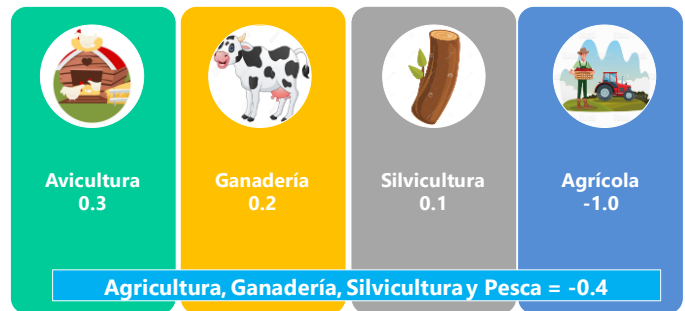 Avicultura
0.3
Ganadería
0.2
Silvicultura
0.1
Agrícola
-1.0
Agricultura, Ganadería, Silvicultura y Pesca = -0.4